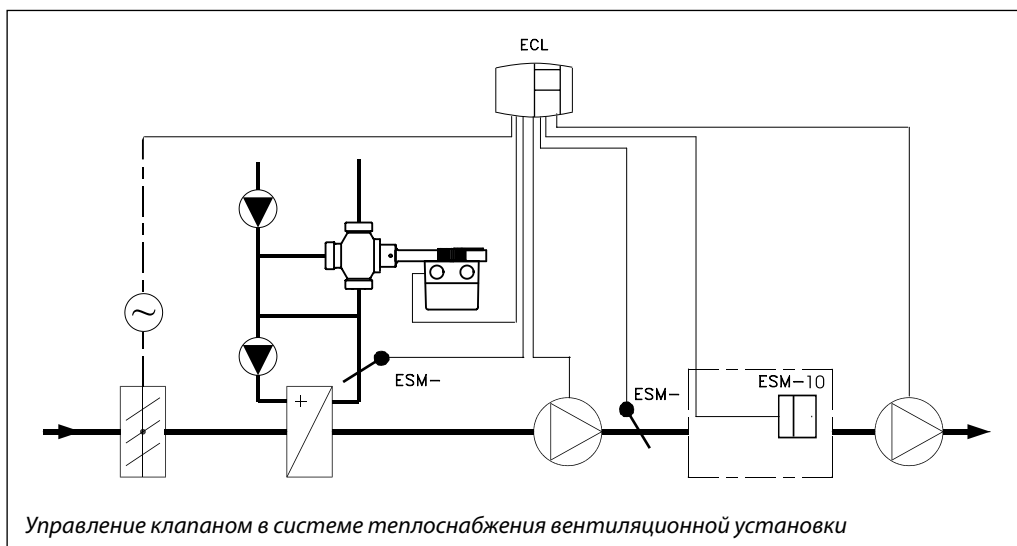 ECL
ESM-
ESM-
ESM-10
+
~
Управление клапаном в системе теплоснабжения вентиляционной установки